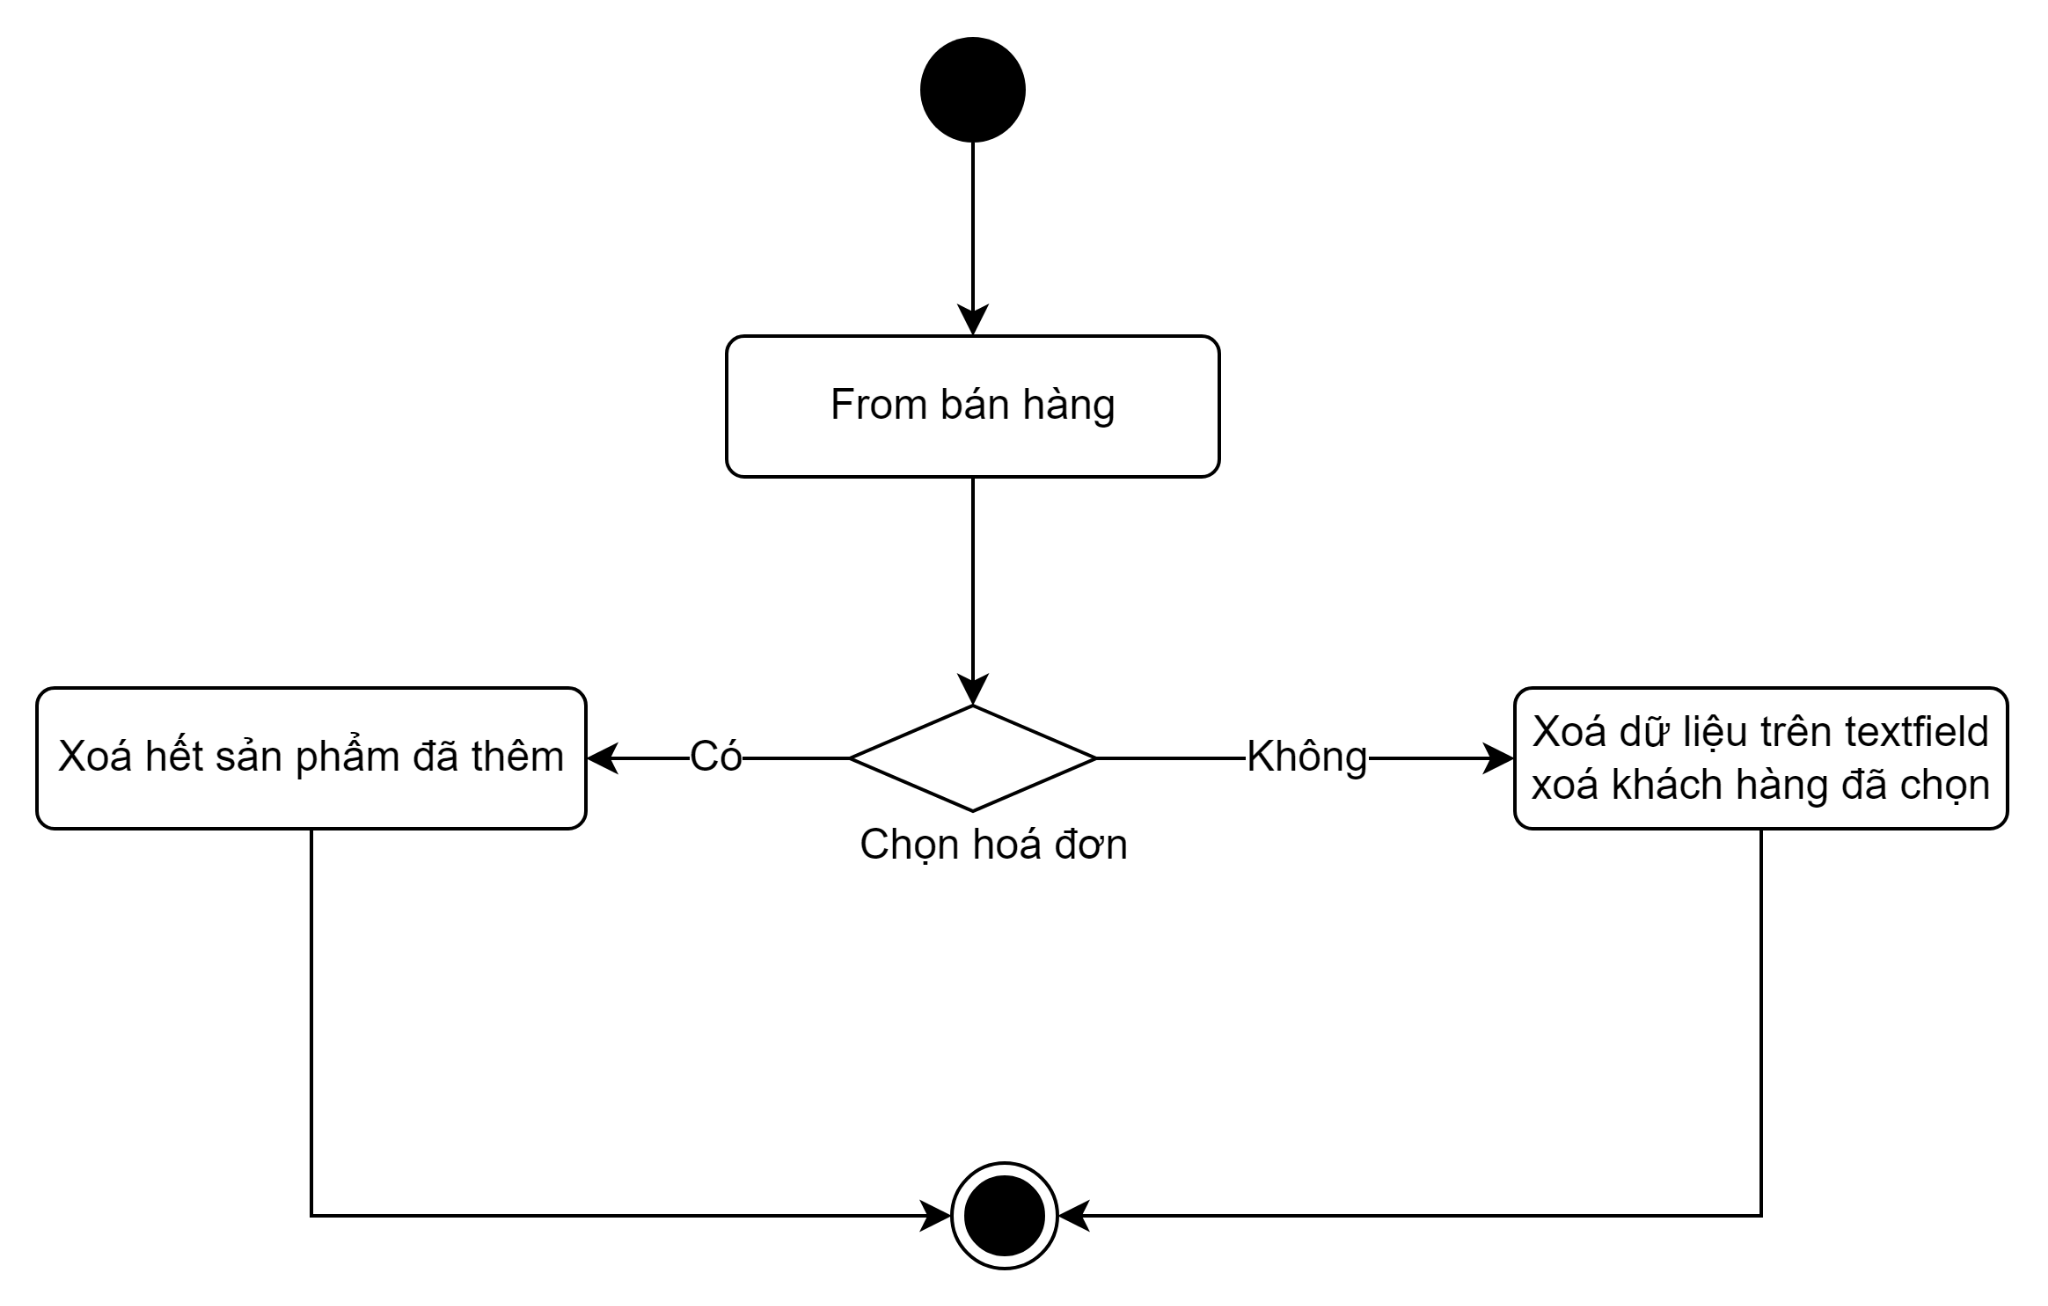 From bán hàng
Xoá hết sản phẩm đã thêm
Có
Không
Xoá dữ liệu trên textfield
xoá khách hàng đã chọn
Chọn hoá đơn